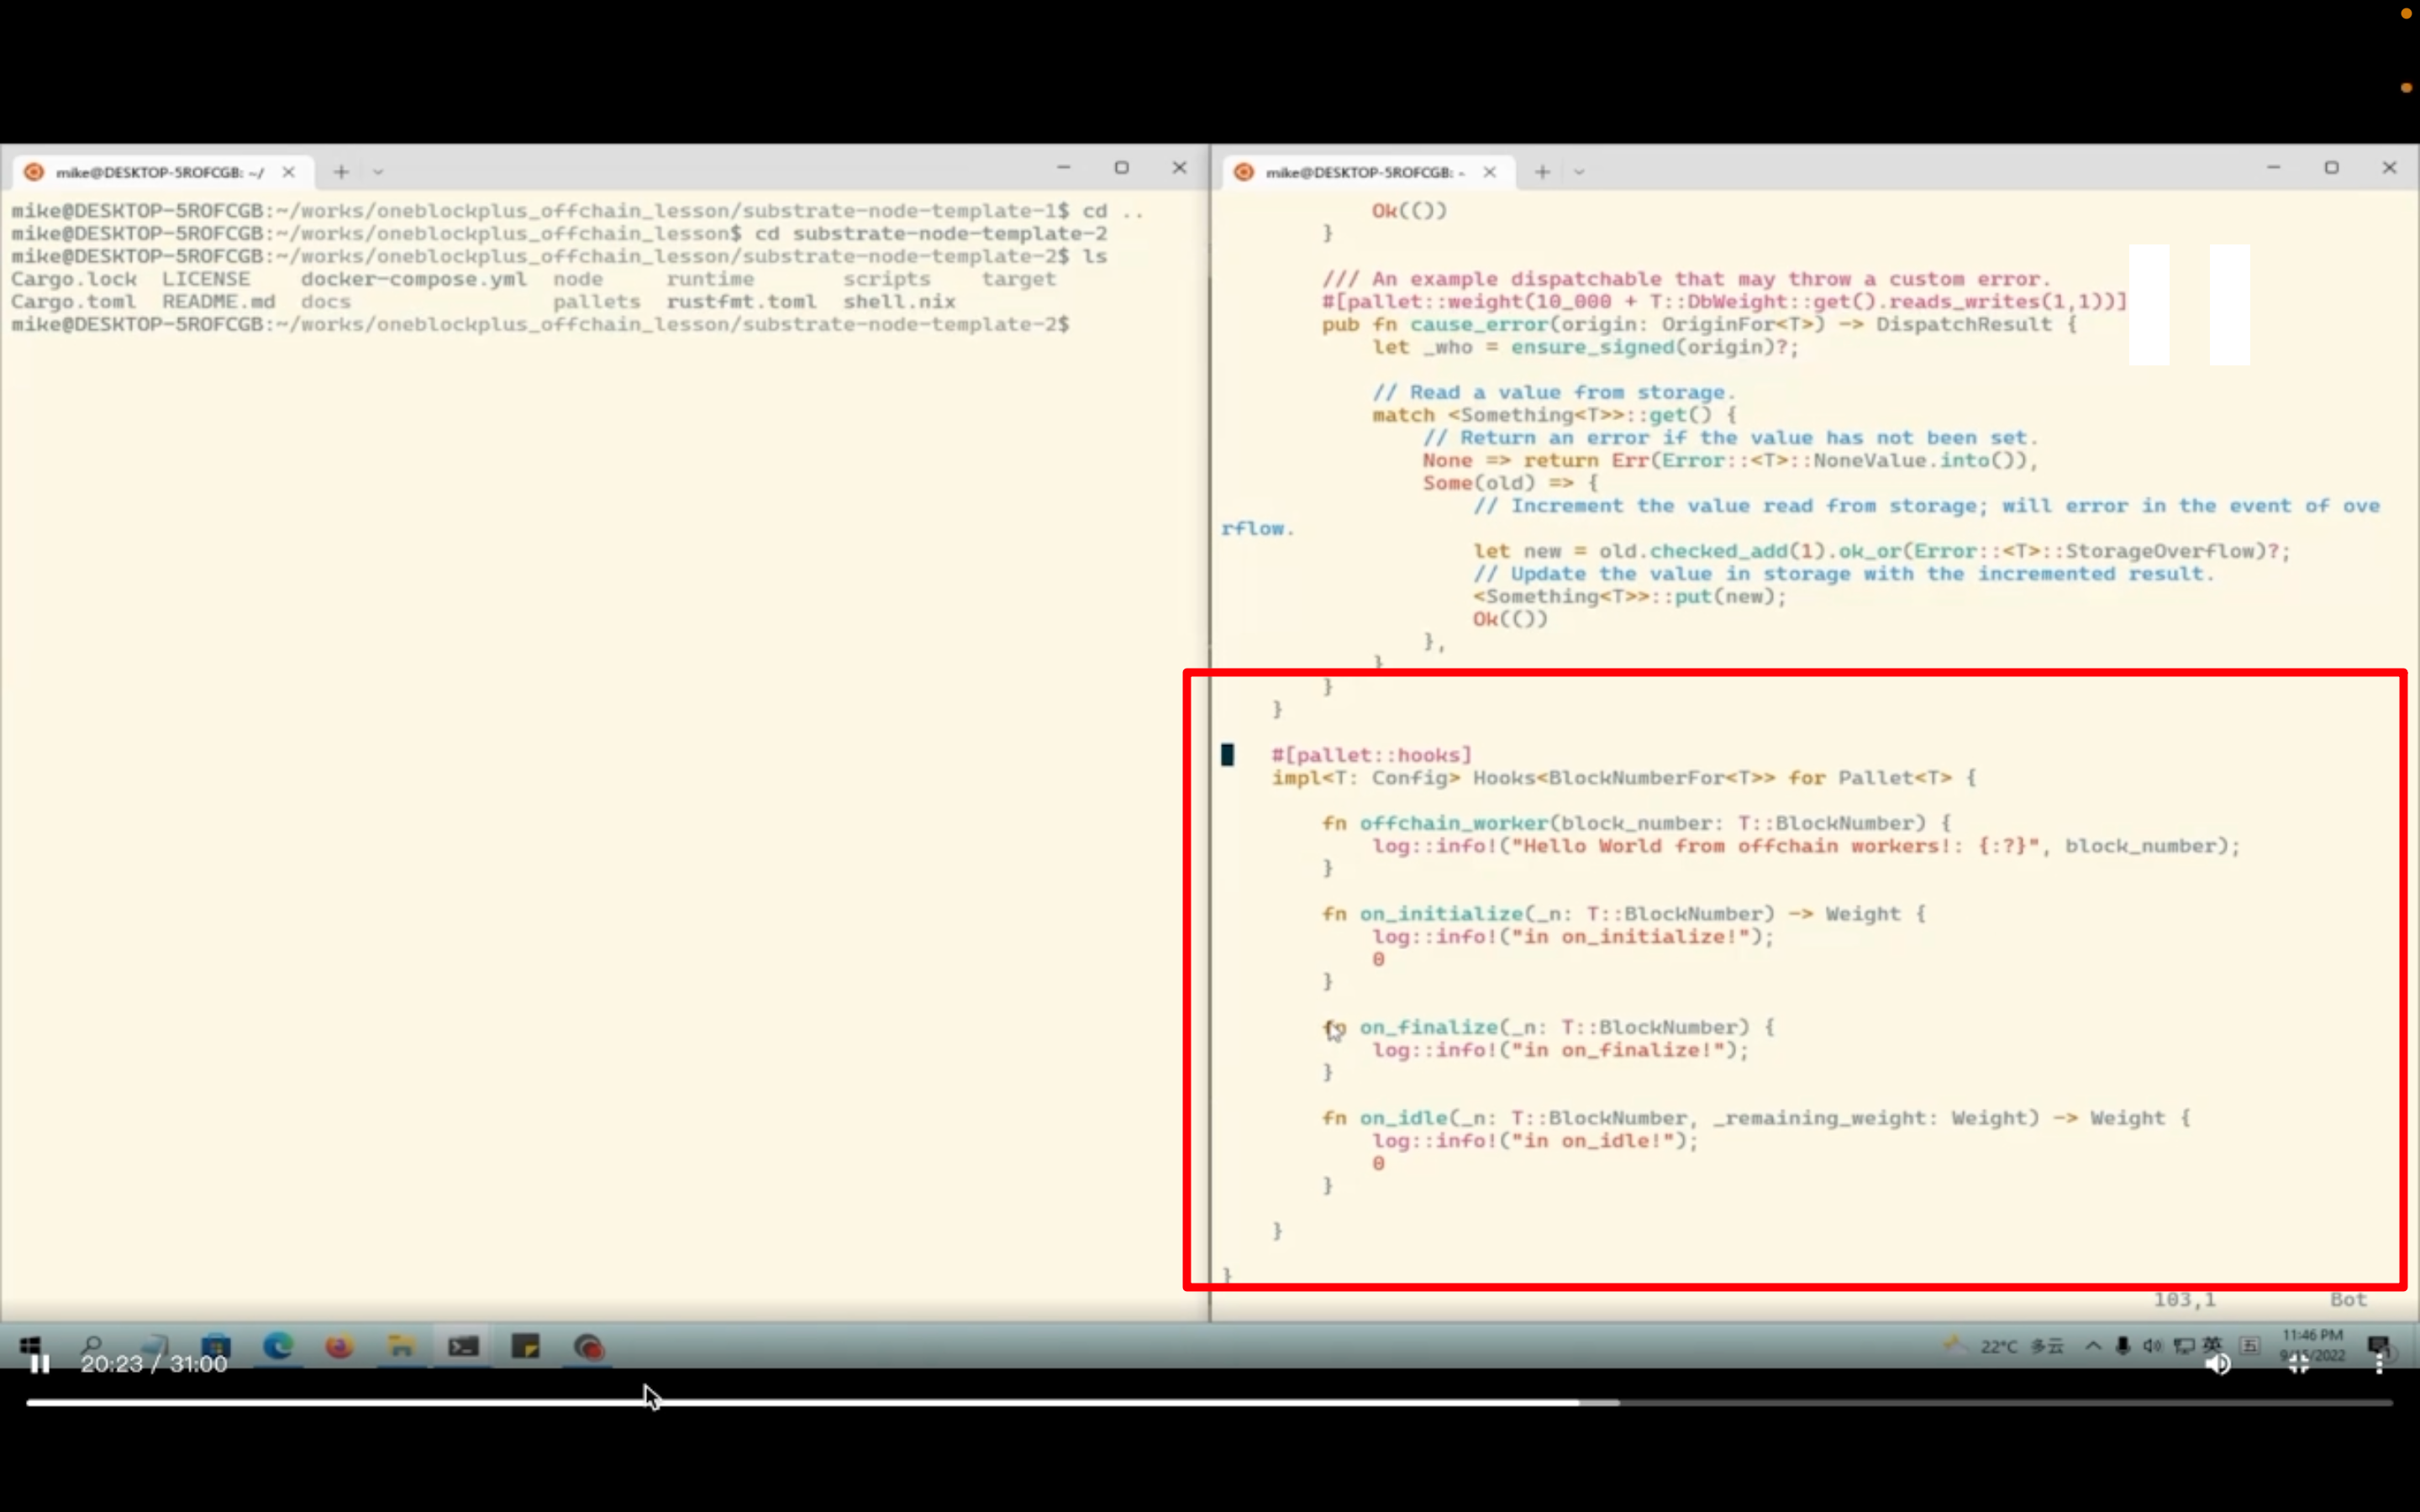 mike@DESKTOP-5ROFCGB: ~/
mike@DESKTOP-5ROFCGB:~/works/oneblockplus_offchain_lesson/substrate-node-template-1$ cd ..
mike@DESKTOP-5ROFCGB:~/works/oneblockplus_offchain_lesson$ cd substrate-node-template-2
mike@DESKTOP-5ROFCGB:~/works/oneblockplus_offchain_lesson/substrate-node-template-2$ ls
Cargo.lock  LICENSE    docker-compose.yml  node     runtime       scripts    target
Cargo.toml  README.md  docs                pallets  rustfmt.toml  shell.nix
mike@DESKTOP-5ROFCGB:~/works/oneblockplus_offchain_lesson/substrate-node-template-2$
mike@DESKTOP-5ROFCGB: ~
            Ok(())
        }
        /// An example dispatchable that may throw a custom error.
        #[pallet::weight(10_000 + T::DbWeight::get().reads_writes(1,1))]
        pub fn cause_error(origin: OriginFor<T>) -> DispatchResult {
            let _who = ensure_signed(origin)?;
            // Read a value from storage.
            match <Something<T>>::get() {
                // Return an error if the value has not been set.
                None => return Err(Error::<T>::NoneValue.into()),
                Some(old) => {
                    // Increment the value read from storage; will error in the event of ove
rflow.
                    let new = old.checked_add(1).ok_or(Error::<T>::StorageOverflow)?;
                    // Update the value in storage with the incremented result.
                    <Something<T>>::put(new);
                    Ok(())
                },
            }
        }
    }
    #[pallet::hooks]
    impl<T: Config> Hooks<BlockNumberFor<T>> for Pallet<T> {
        fn offchain_worker(block_number: T::BlockNumber) {
            log::info!("Hello World from offchain workers!: {:?}", block_number);
        }
        fn on_initialize(_n: T::BlockNumber) -> Weight {
            log::info!("in on_initialize!");
            0
        }
        fn on_finalize(_n: T::BlockNumber) {
            log::info!("in on_finalize!");
        }
        fn on_idle(_n: T::BlockNumber, _remaining_weight: Weight) -> Weight {
            log::info!("in on_idle!");
            0
        }
    }
}
103,1 Bot
22°C 多云 英 五 11:46 PM
9/15/2022
20:23 / 31:00